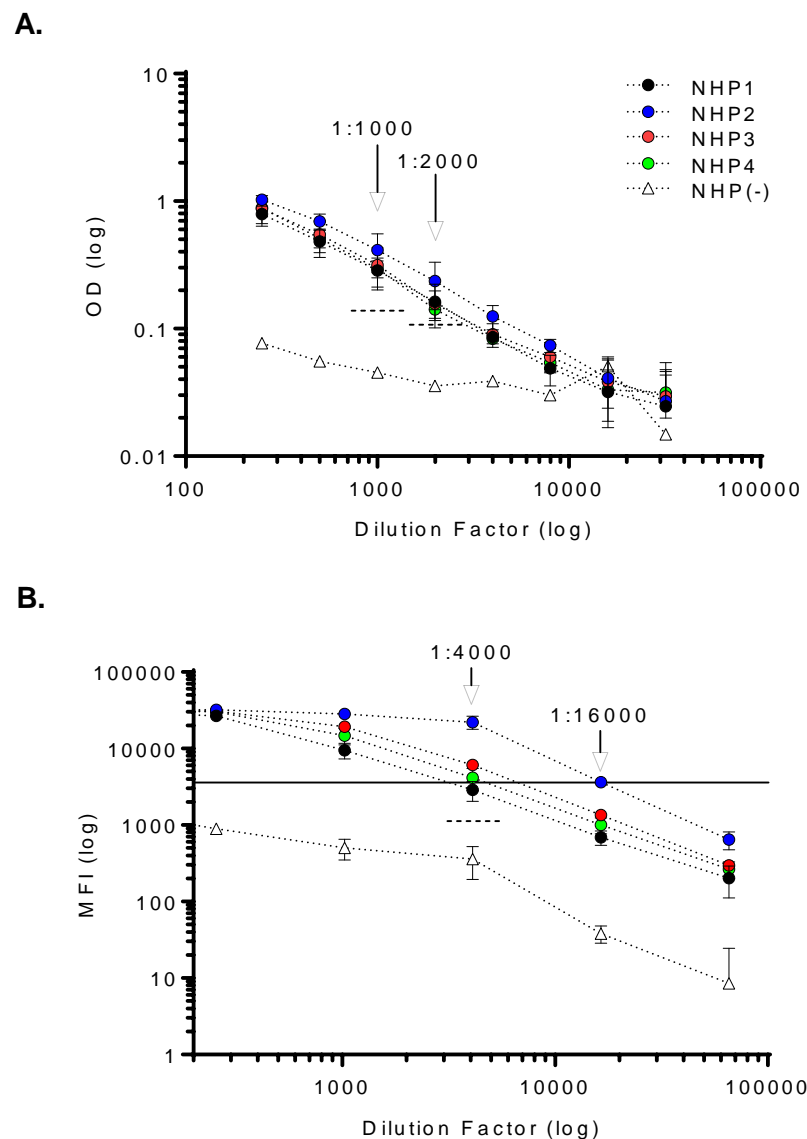 A.
10
1
0.1
0.01
OD (log)
1:1000
1:2000
NHP1
NHP2
NHP3
NHP4
NHP(-)
100 1000 10000 100000
Dilution Factor (log)
B.
100000
10000
1000
100
10
1
MFI (log)
1:4000
1:16000
1000 10000 100000
Dilution Factor (log)